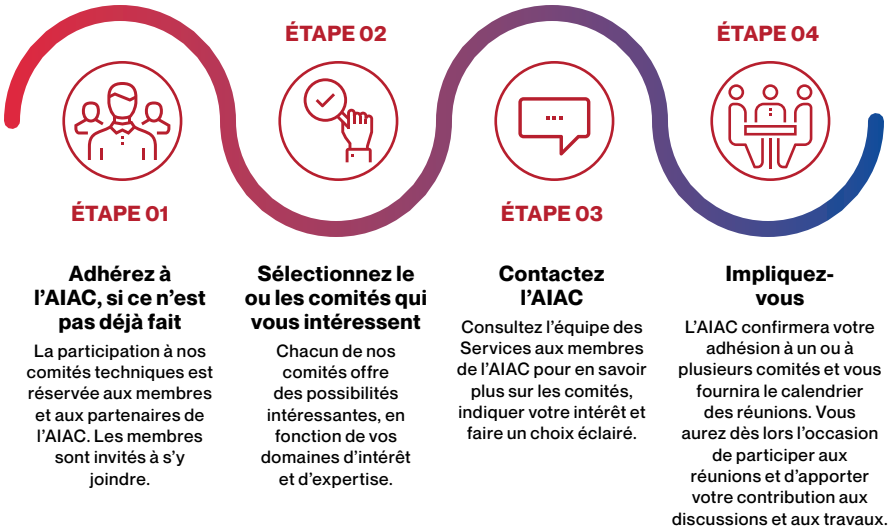 ÉTAPE 01
Adhérez à
l’AIAC, si ce n’est
pas déjà fait
La participation à nos
comités techniques est
réservée aux membres
et aux partenaires de
l’AIAC. Les membres
sont invités à s’y
joindre.
ÉTAPE 02
Sélectionnez le
ou les comités qui
vous intéressent
Chacun de nos
comités offre
des possibilités
intéressantes, en
fonction de vos
domaines d’intérêt
et d’expertise.
ÉTAPE 03
Contactez
l’AIAC
Consultez l’équipe des
Services aux membres
de l’AIAC pour en savoir
plus sur les comités,
indiquer votre intérêt et
faire un choix éclairé.
ÉTAPE 04
Impliquez-
vous
L’AIAC confirmera votre
adhésion à un ou à
plusieurs comités et vous
fournira le calendrier
des réunions. Vous
aurez dès lors l’occasion
de participer aux
réunions et d’apporter
votre contribution aux
discussions et aux travaux.